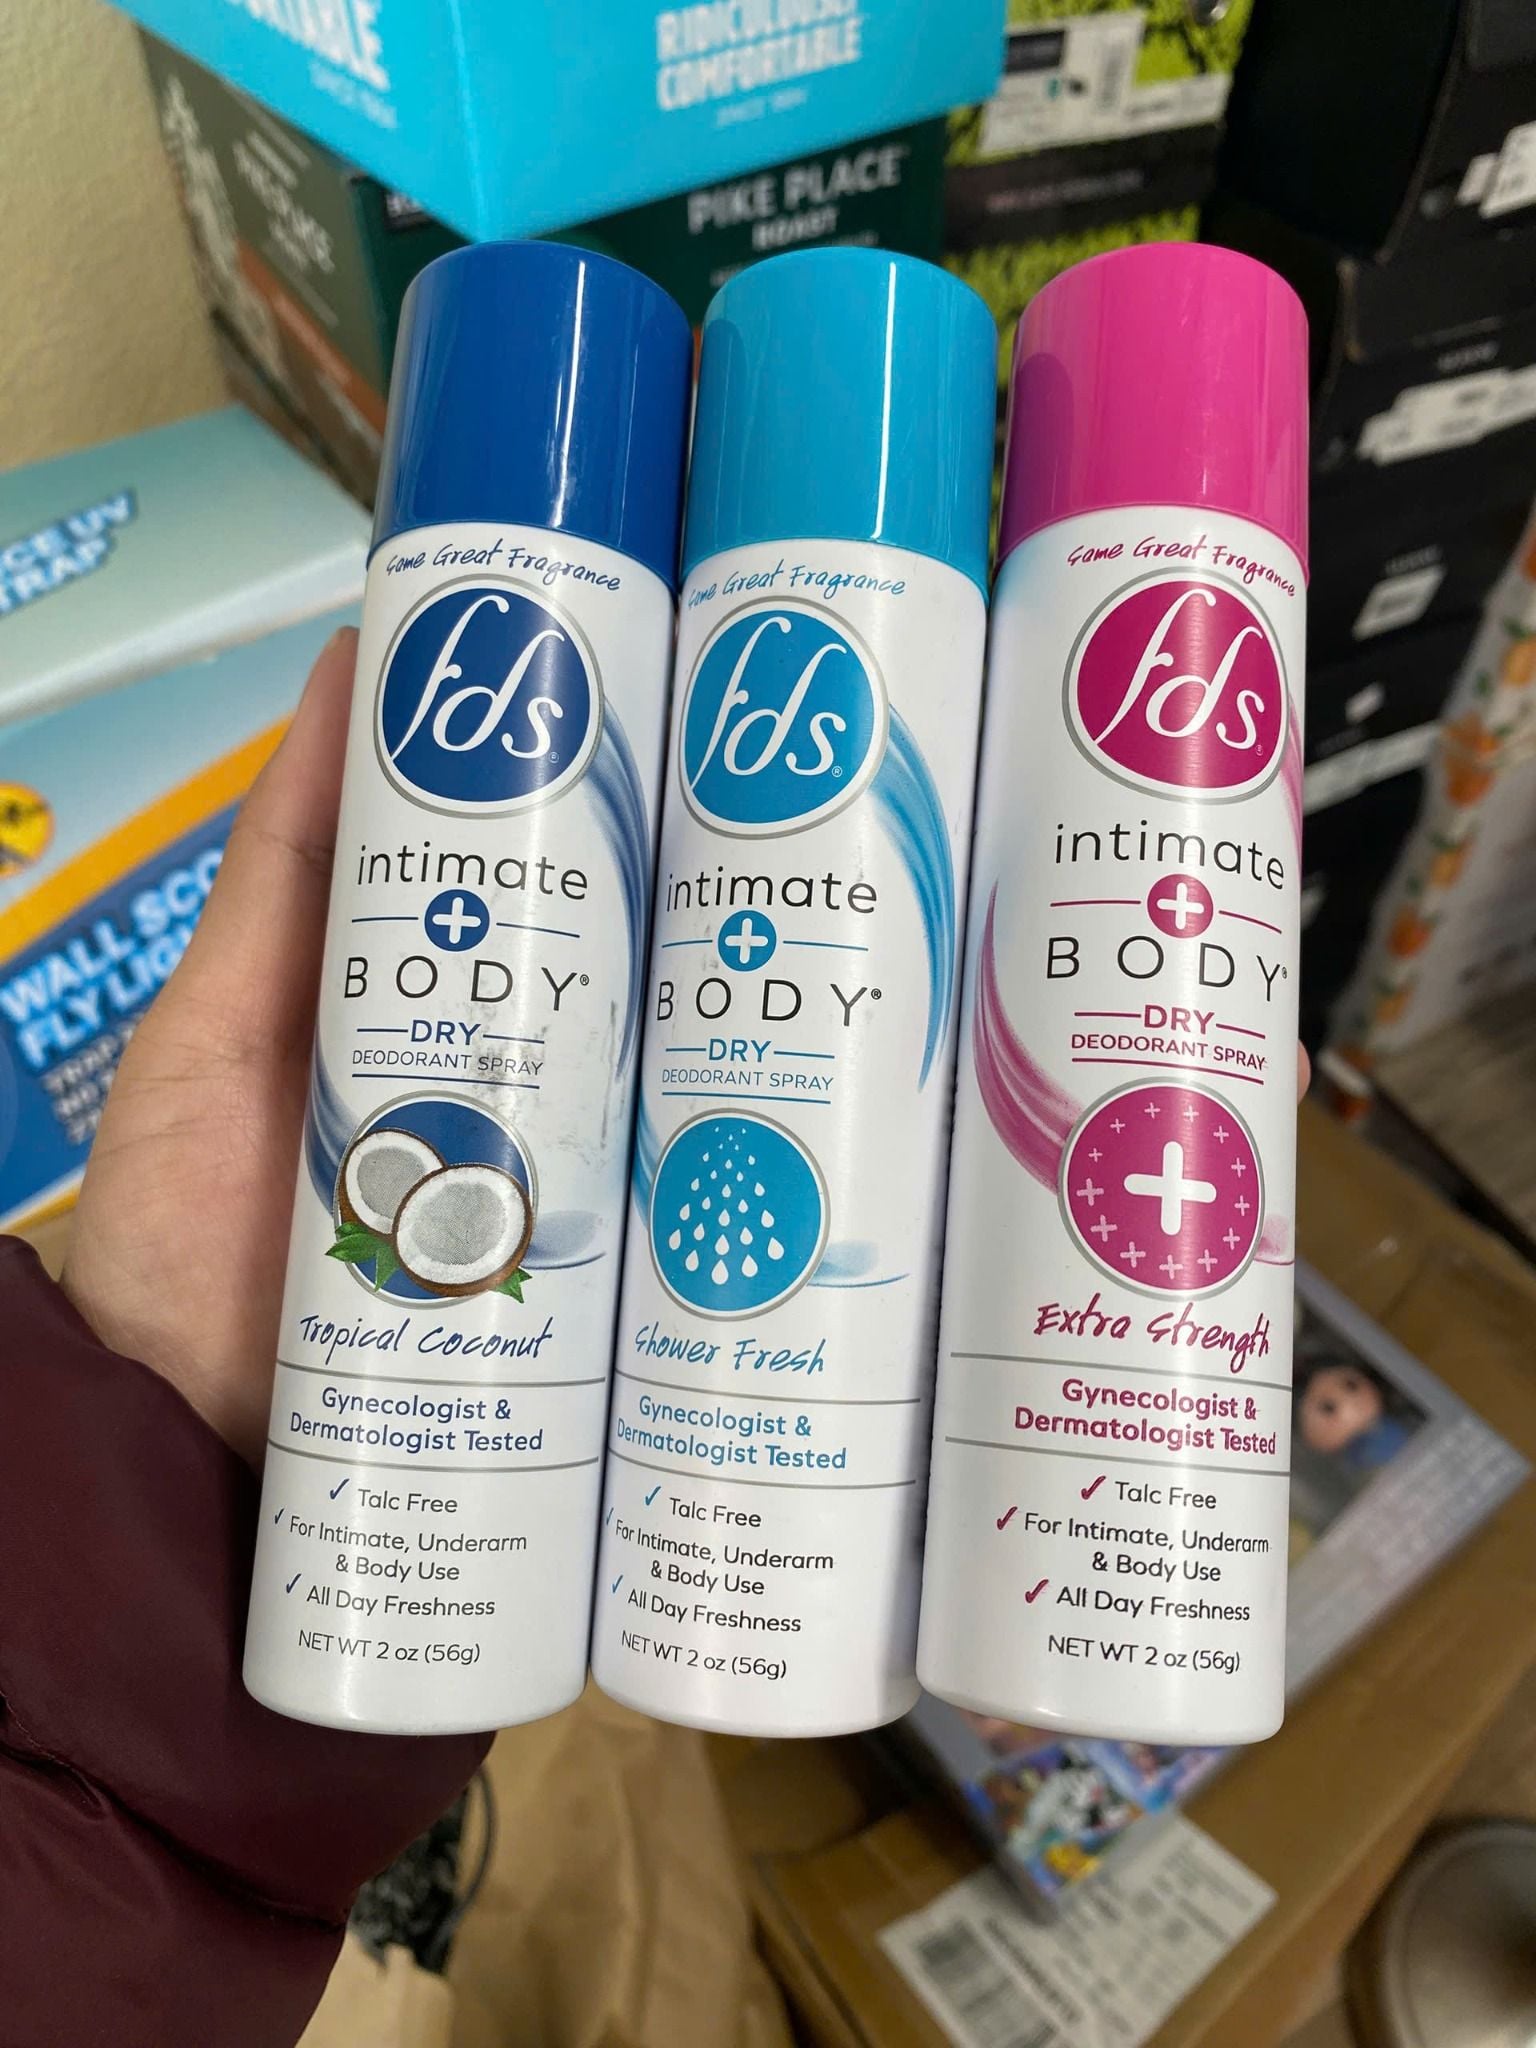 RIDICULOUSLY
COMFORTABLE
PIKE PLACE
ROAST
WALL
FLY
Same Great Fragrance
fds®
intimate
+
BODY®
DRY
DEODORANT SPRAY
Tropical Coconut
Gynecologist &
Dermatologist Tested
✓ Talc Free
✓ For Intimate, Underarm
& Body Use
✓ All Day Freshness
NET WT 2 oz (56g)
Same Great Fragrance
fds®
intimate
+
BODY®
DRY
DEODORANT SPRAY
Shower Fresh
Gynecologist &
Dermatologist Tested
✓ Talc Free
✓ For Intimate, Underarm
& Body Use
✓ All Day Freshness
NET WT 2 oz (56g)
Same Great Fragrance
fds®
intimate
+
BODY®
DRY
DEODORANT SPRAY
Extra Strength
Gynecologist &
Dermatologist Tested
✓ Talc Free
✓ For Intimate, Underarm
& Body Use
✓ All Day Freshness
NET WT 2 oz (56g)